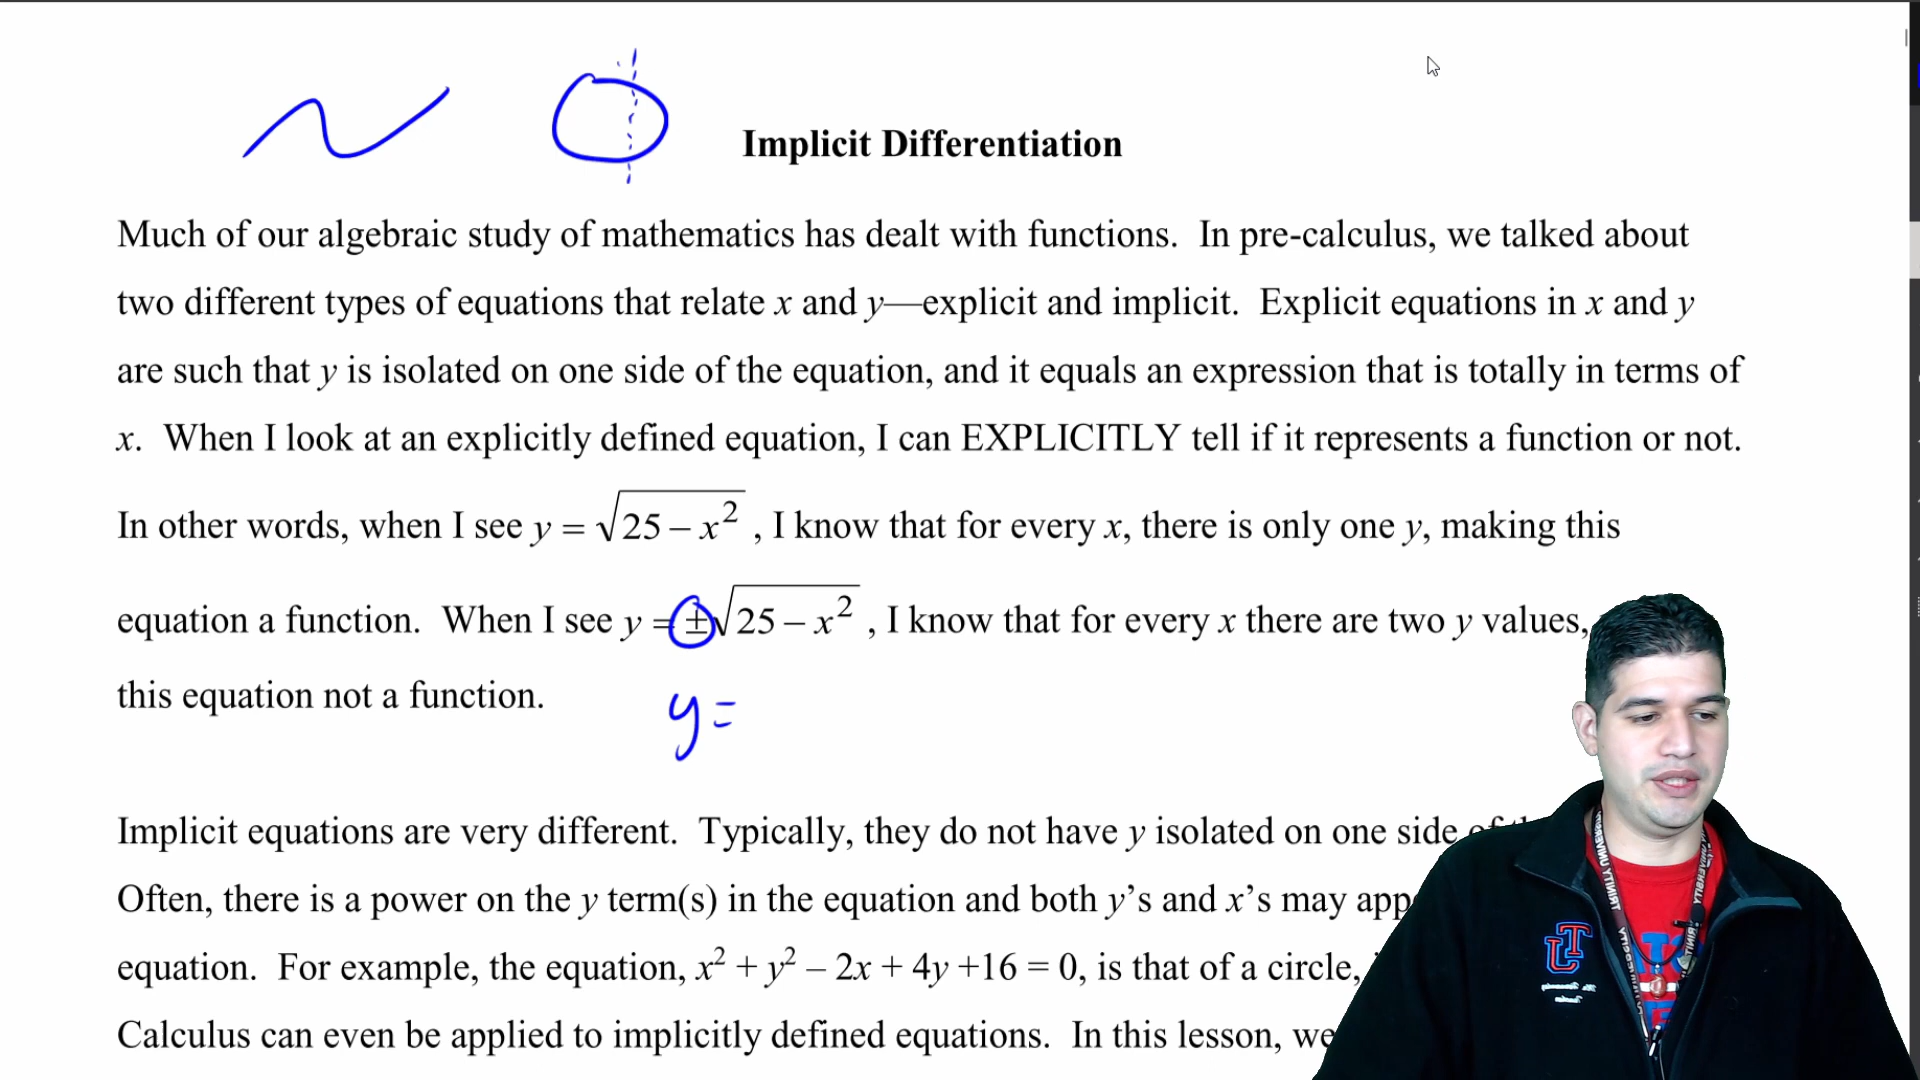 Implicit Differentiation
Much of our algebraic study of mathematics has dealt with functions. In pre-calculus, we talked about
two different types of equations that relate x and y—explicit and implicit. Explicit equations in x and y
are such that y is isolated on one side of the equation, and it equals an expression that is totally in terms of
x. When I look at an explicitly defined equation, I can EXPLICITLY tell if it represents a function or not.
In other words, when I see y = √(25 – x²) , I know that for every x, there is only one y, making this
equation a function. When I see y = ±√(25 – x²) , I know that for every x there are two y values,
this equation not a function.
y =
Implicit equations are very different. Typically, they do not have y isolated on one side
Often, there is a power on the y term(s) in the equation and both y's and x's may
equation. For example, the equation, x² + y² – 2x + 4y +16 = 0, is that of a circle,
Calculus can even be applied to implicitly defined equations. In this lesson, we
TRINITY UNIVERSITY